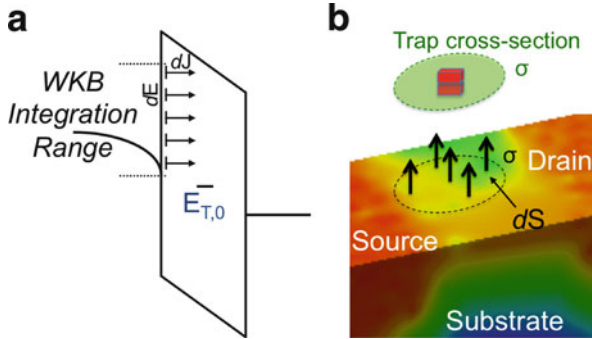 a
WKB
Integration
Range
dE
dJ
E_T,0
b
Trap cross-section
σ
σ
Drain
dS
Source
Substrate